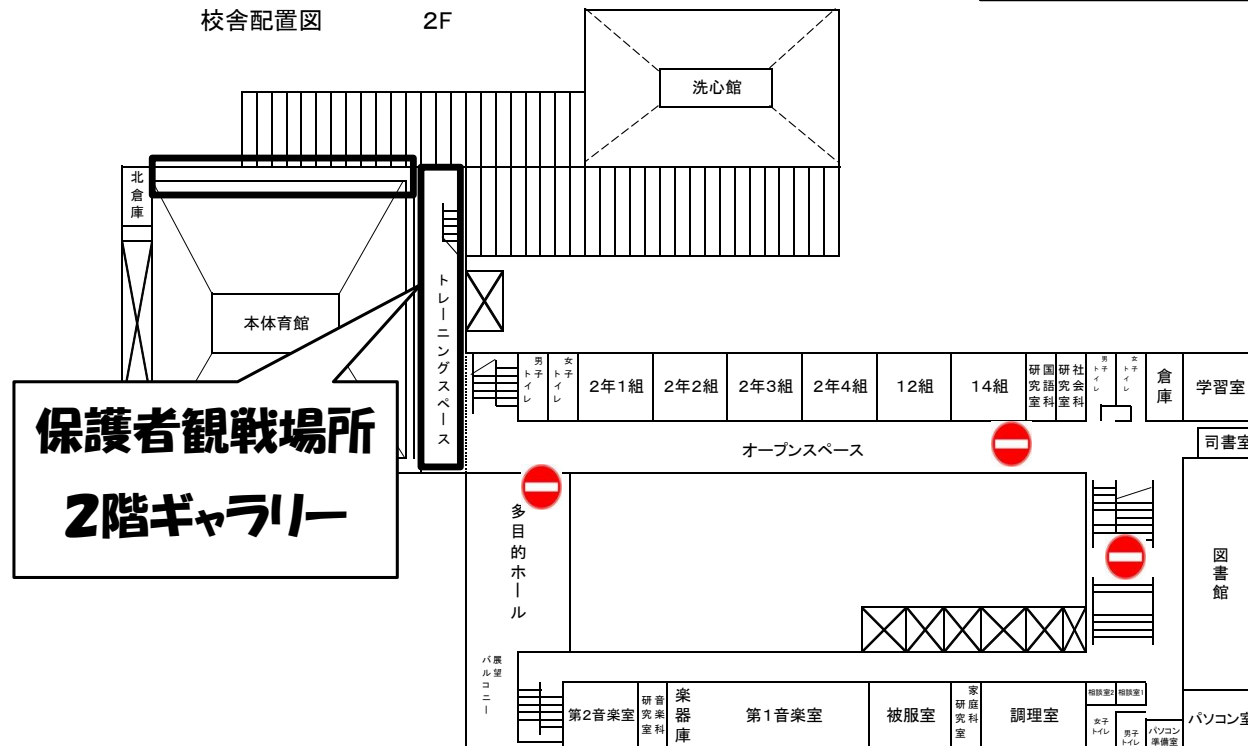 校舎配置図 2F
洗心館
北倉庫
本体育館
トレーニングスペース
保護者観戦場所
2階ギャラリー
男子トイレ
女子トイレ
2年1組
2年2組
2年3組
2年4組
12組
14組
国語科研究室
社会科研究室
男子トイレ
女子トイレ
倉庫
学習室
オープンスペース
司書室
多目的ホール
図書館
展望バルコニー
第2音楽室
音楽科研究室
楽器庫
第1音楽室
被服室
家庭科研究室
調理室
相談室2
相談室1
女子トイレ
男子トイレ
パソコン準備室
パソコン室